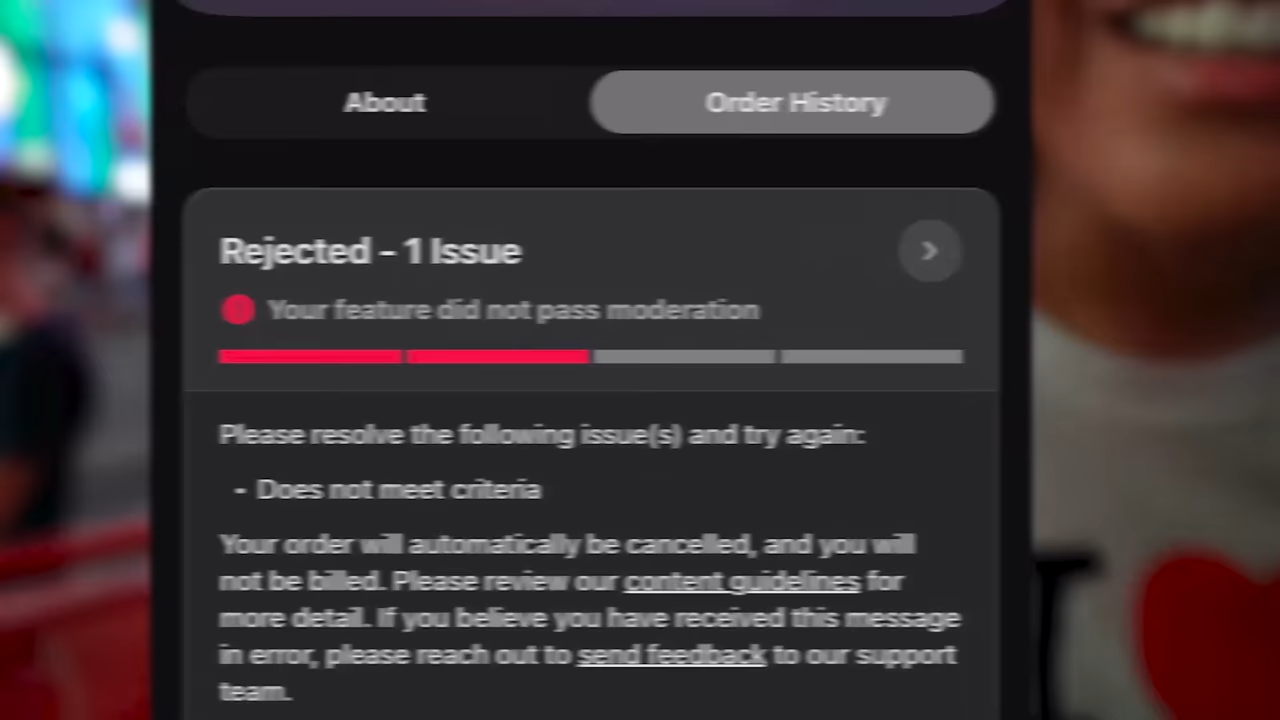 About
Order History
Rejected - 1 Issue
Your feature did not pass moderation
Please resolve the following issue(s) and try again:
- Does not meet criteria
Your order will automatically be cancelled, and you will
not be billed. Please review our content guidelines for
more detail. If you believe you have received this message
in error, please reach out to send feedback to our support
team.
I